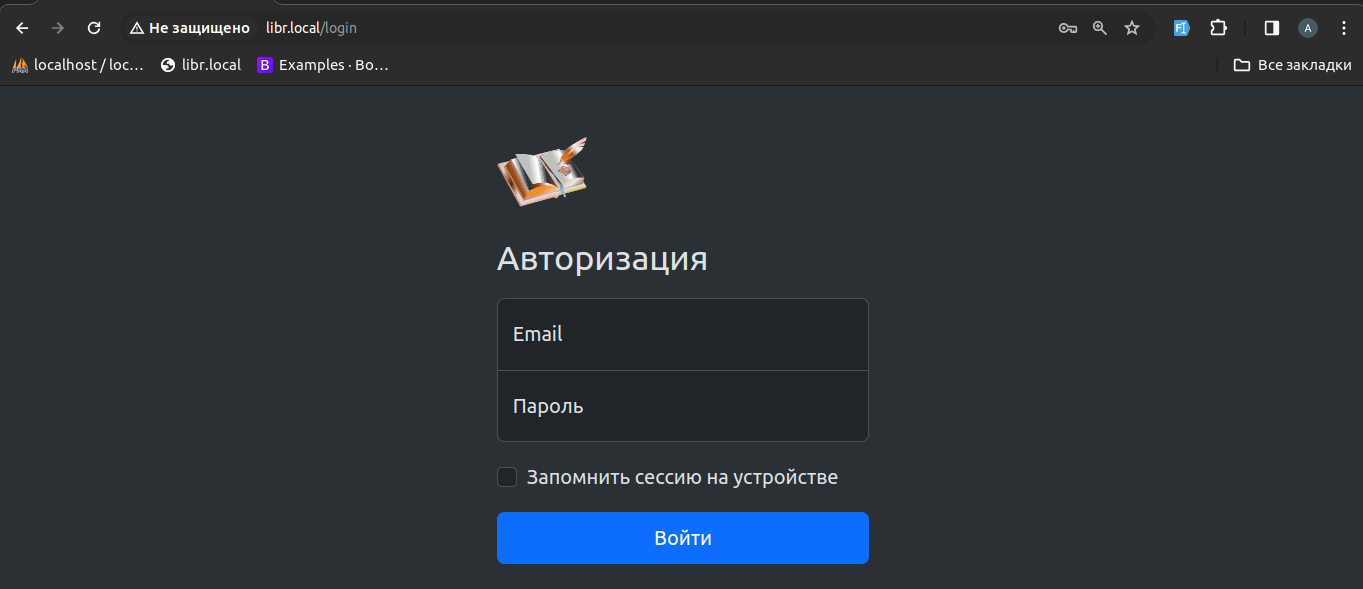 Не защищено libr.local/login
A
localhost / loc… libr.local B Examples · Bo… Все закладки
Авторизация
Email
Пароль
Запомнить сессию на устройстве
Войти